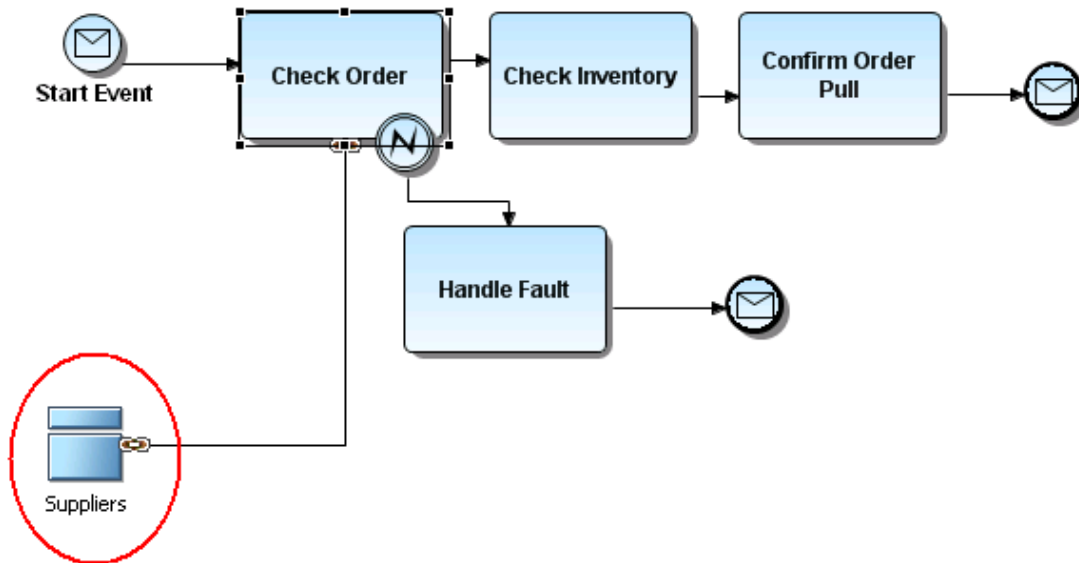 Start Event
Check Order
Check Inventory
Confirm Order
Pull
Handle Fault
Suppliers